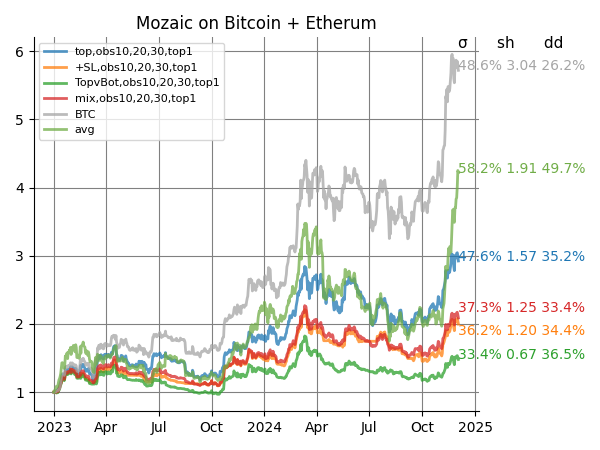 Mozaic on Bitcoin + Etherum
σ sh dd
top,obs10,20,30,top1
+SL,obs10,20,30,top1
TopvBot,obs10,20,30,top1
mix,obs10,20,30,top1
BTC
avg
6
5
4
3
2
1
48.6% 3.04 26.2%
58.2% 1.91 49.7%
47.6% 1.57 35.2%
37.3% 1.25 33.4%
36.2% 1.20 34.4%
33.4% 0.67 36.5%
2023 Apr Jul Oct 2024 Apr Jul Oct 2025